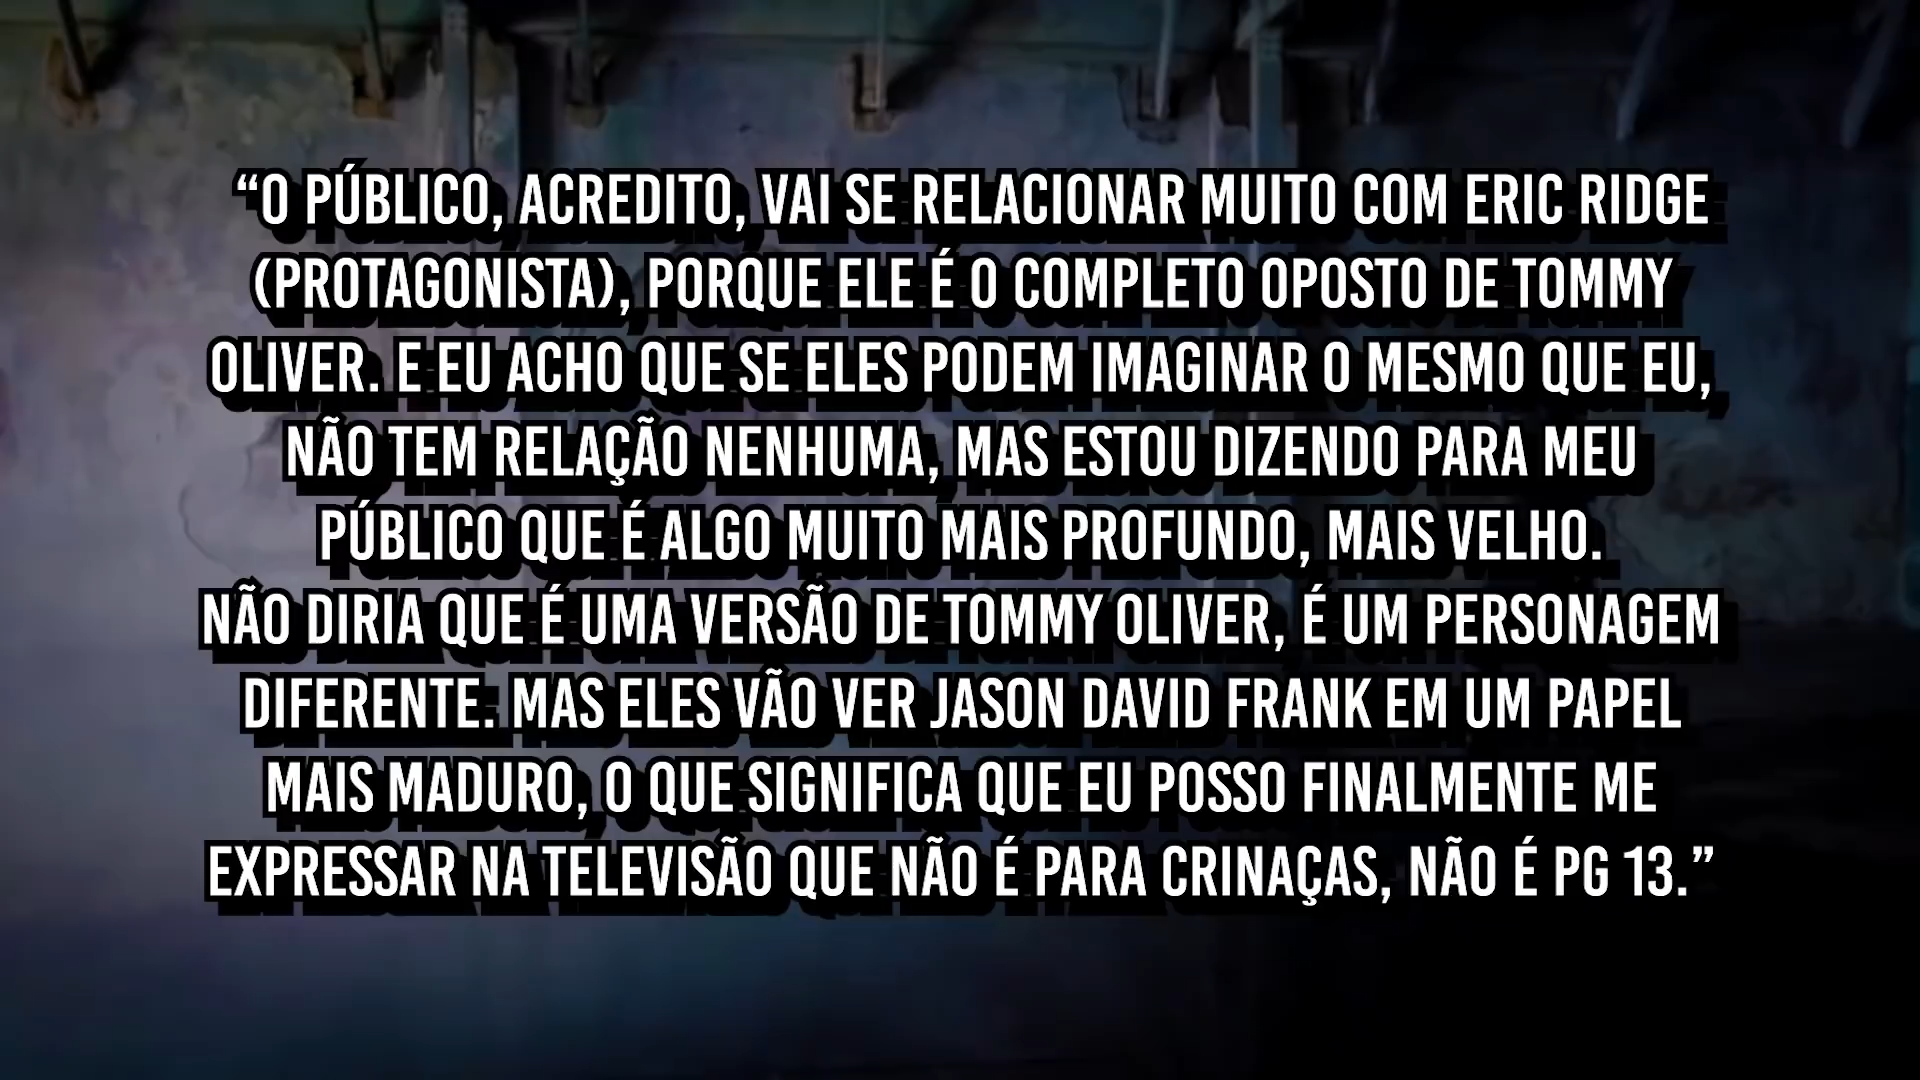 “O PÚBLICO, ACREDITO, VAI SE RELACIONAR MUITO COM ERIC RIDGE
(PROTAGONISTA), PORQUE ELE É O COMPLETO OPOSTO DE TOMMY
OLIVER. E EU ACHO QUE SE ELES PODEM IMAGINAR O MESMO QUE EU,
NÃO TEM RELAÇÃO NENHUMA, MAS ESTOU DIZENDO PARA MEU
PÚBLICO QUE É ALGO MUITO MAIS PROFUNDO, MAIS VELHO.
NÃO DIRIA QUE É UMA VERSÃO DE TOMMY OLIVER, É UM PERSONAGEM
DIFERENTE. MAS ELES VÃO VER JASON DAVID FRANK EM UM PAPEL
MAIS MADURO, O QUE SIGNIFICA QUE EU POSSO FINALMENTE ME
EXPRESSAR NA TELEVISÃO QUE NÃO É PARA CRINAÇAS, NÃO É PG 13.”